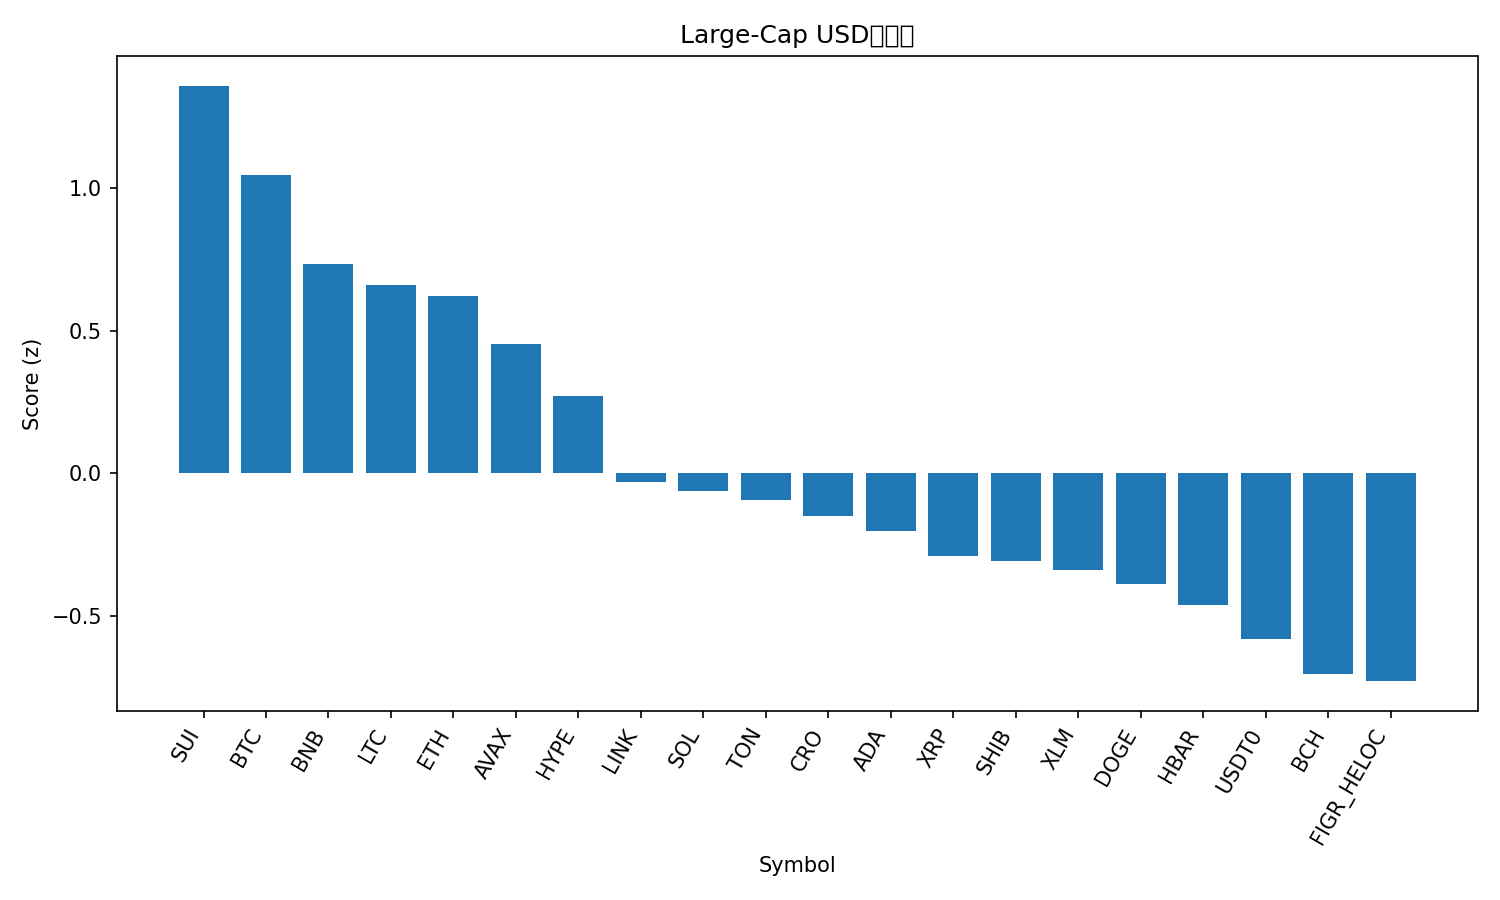 Large-Cap USD
Score (z)
1.0
0.5
0.0
−0.5
SUI
BTC
BNB
LTC
ETH
AVAX
HYPE
LINK
SOL
TON
CRO
ADA
XRP
SHIB
XLM
DOGE
HBAR
USDT0
BCH
FIGR_HELOC
Symbol